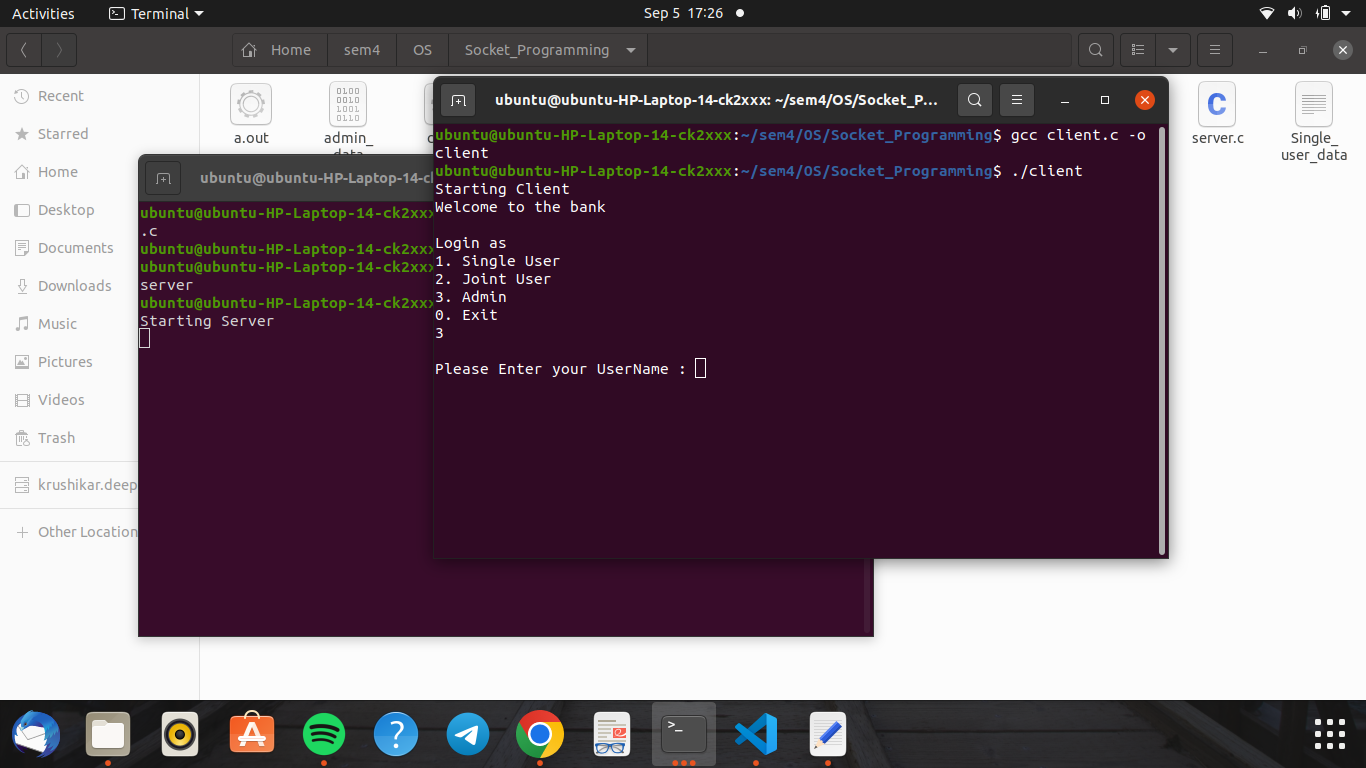 Activities
Terminal
Sep 5 17:26
Home
sem4
OS
Socket_Programming
Recent
Starred
Home
Desktop
Documents
Downloads
Music
Pictures
Videos
Trash
krushikar.deep
Other Location
a.out
admin_
server.c
Single_
user_data
ubuntu@ubuntu-HP-Laptop-14-c
ubuntu@ubuntu-HP-Laptop-14-ck2xxx
.c
ubuntu@ubuntu-HP-Laptop-14-ck2xxx
ubuntu@ubuntu-HP-Laptop-14-ck2xxx
server
ubuntu@ubuntu-HP-Laptop-14-ck2xxx
Starting Server
ubuntu@ubuntu-HP-Laptop-14-ck2xxx: ~/sem4/OS/Socket_P...
ubuntu@ubuntu-HP-Laptop-14-ck2xxx:~/sem4/OS/Socket_Programming$ gcc client.c -o
client
ubuntu@ubuntu-HP-Laptop-14-ck2xxx:~/sem4/OS/Socket_Programming$ ./client
Starting Client
Welcome to the bank
Login as
1. Single User
2. Joint User
3. Admin
0. Exit
3
Please Enter your UserName :